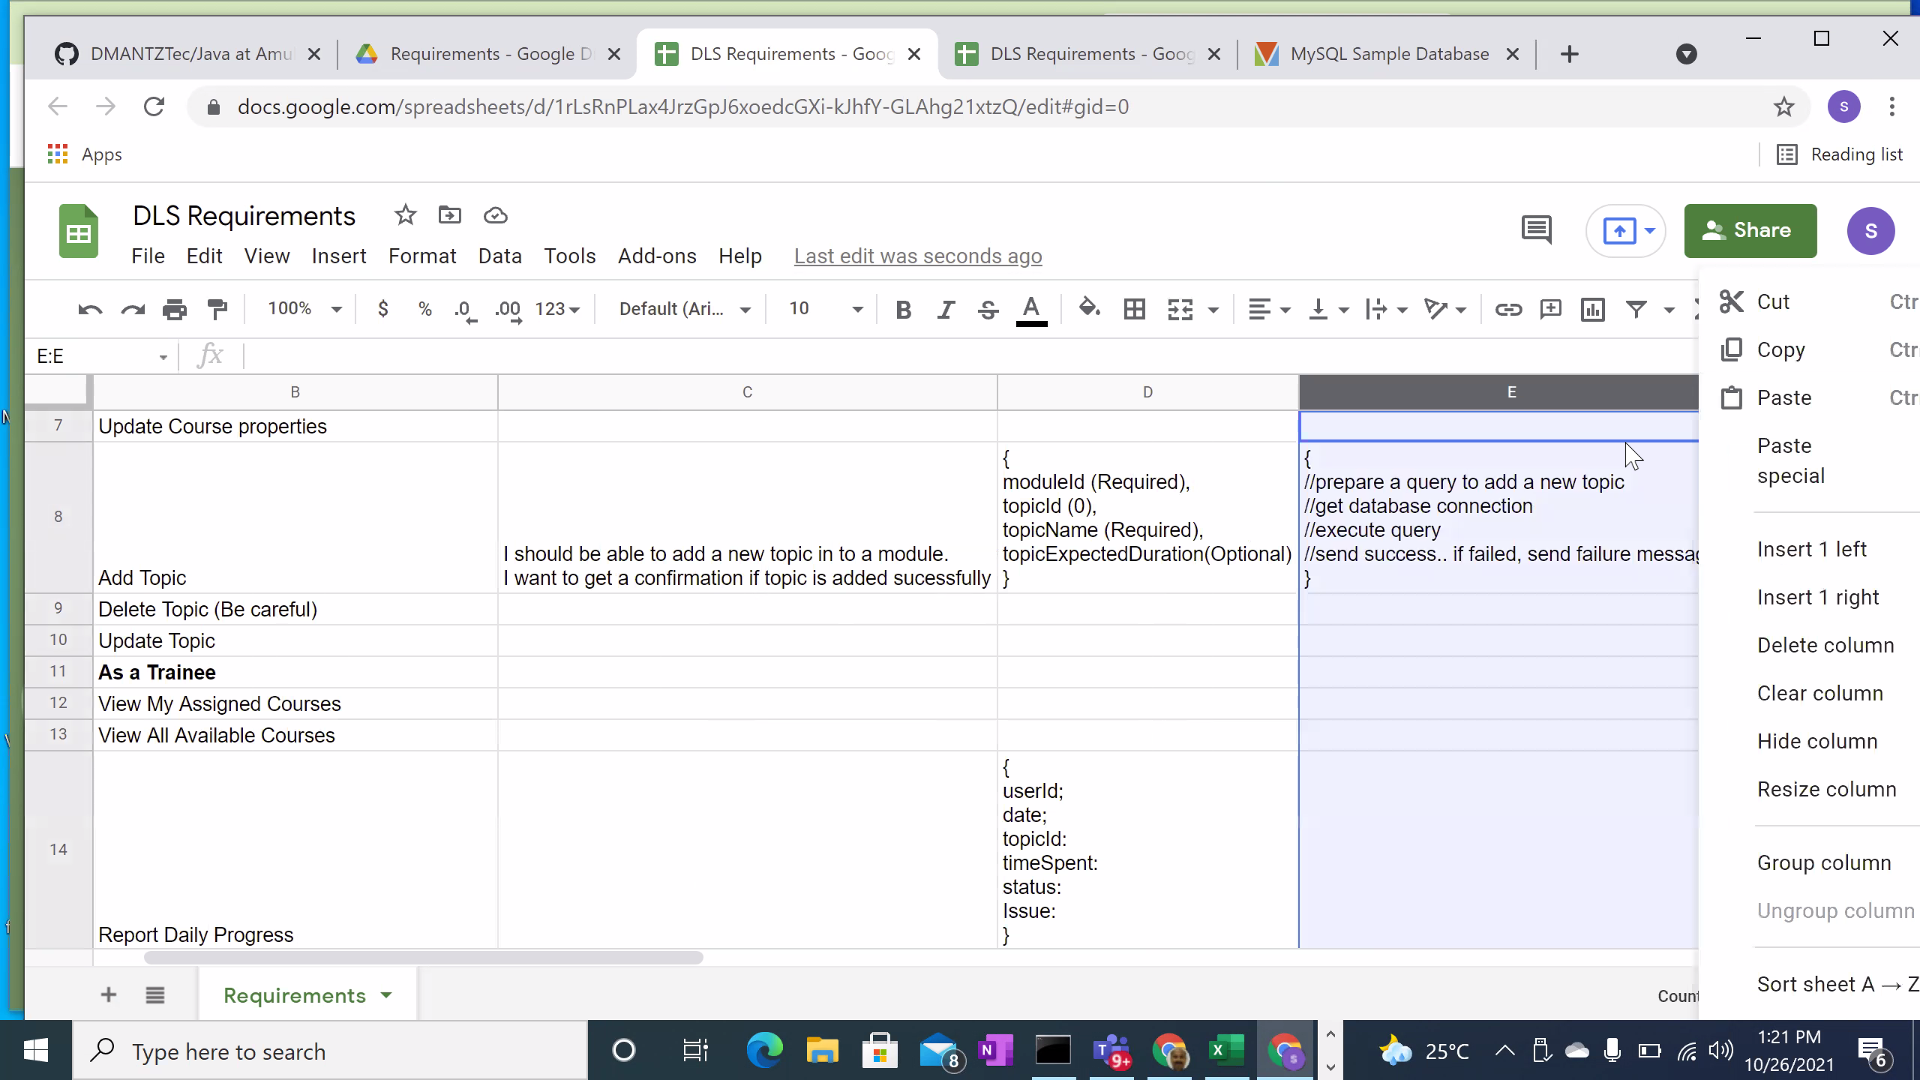 DMANTZTec/Java at Amu
Requirements - Google D
DLS Requirements - Goog
DLS Requirements - Goog
MySQL Sample Database
docs.google.com/spreadsheets/d/1rLsRnPLax4JrzGpJ6xoedcGXi-kJhfY-GLAhg21xtzQ/edit#gid=0
S
Apps
Reading list
DLS Requirements
Share
S
File Edit View Insert Format Data Tools Add-ons Help Last edit was seconds ago
100% $ % .0 .00 123 Default (Ari... 10 B I S A
E:E fx
B C D E
7 Update Course properties
8
Add Topic
I should be able to add a new topic in to a module.
I want to get a confirmation if topic is added sucessfully
{
moduleId (Required),
topicId (0),
topicName (Required),
topicExpectedDuration(Optional)
}
{
//prepare a query to add a new topic
//get database connection
//execute query
//send success.. if failed, send failure messag
}
9 Delete Topic (Be careful)
10 Update Topic
11 As a Trainee
12 View My Assigned Courses
13 View All Available Courses
14
Report Daily Progress
{
userId;
date;
topicId:
timeSpent:
status:
Issue:
}
Cut Ctr
Copy Ctr
Paste Ctr
Paste
special
Insert 1 left
Insert 1 right
Delete column
Clear column
Hide column
Resize column
Group column
Ungroup column
Sort sheet A → Z
Requirements
Count
Type here to search
8
9+
25°C
1:21 PM
10/26/2021
6